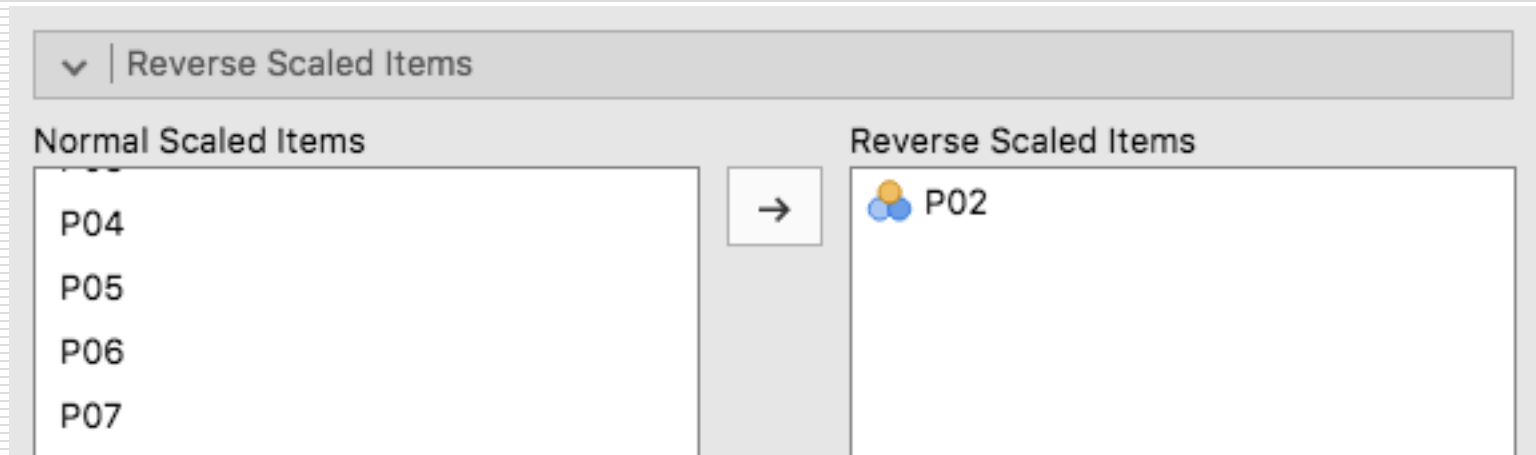 Reverse Scaled Items
Normal Scaled Items
P04
P05
P06
P07
Reverse Scaled Items
P02